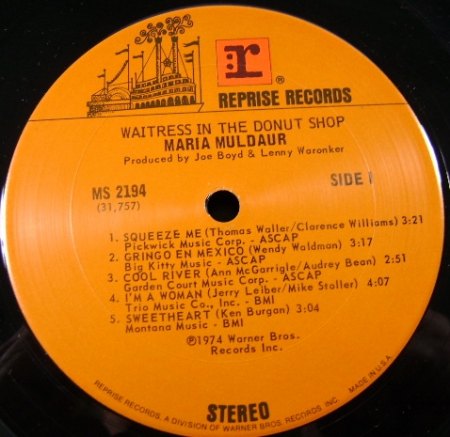 r ®
REPRISE RECORDS
WAITRESS IN THE DONUT SHOP
MARIA MULDAUR
Produced by Joe Boyd & Lenny Waronker
MS 2194
(31,757)
SIDE 1
1. SQUEEZE ME (Thomas Waller/Clarence Williams) 3:21
Pickwick Music Corp. - ASCAP
2. GRINGO EN MEXICO (Wendy Waldman) 3:17
Big Kitty Music - ASCAP
3. COOL RIVER (Ann McGarrigle/Audrey Bean) 2:51
Garden Court Music Corp. - ASCAP
4. I'M A WOMAN (Jerry Leiber/Mike Stoller) 4:07
Trio Music Co., Inc. - BMI
5. SWEETHEART (Ken Burgan) 3:04
Montana Music - BMI
℗1974 Warner Bros.
Records Inc.
STEREO
REPRISE RECORDS, A DIVISION OF WARNER BROS. RECORDS INC. MADE IN U.S.A.